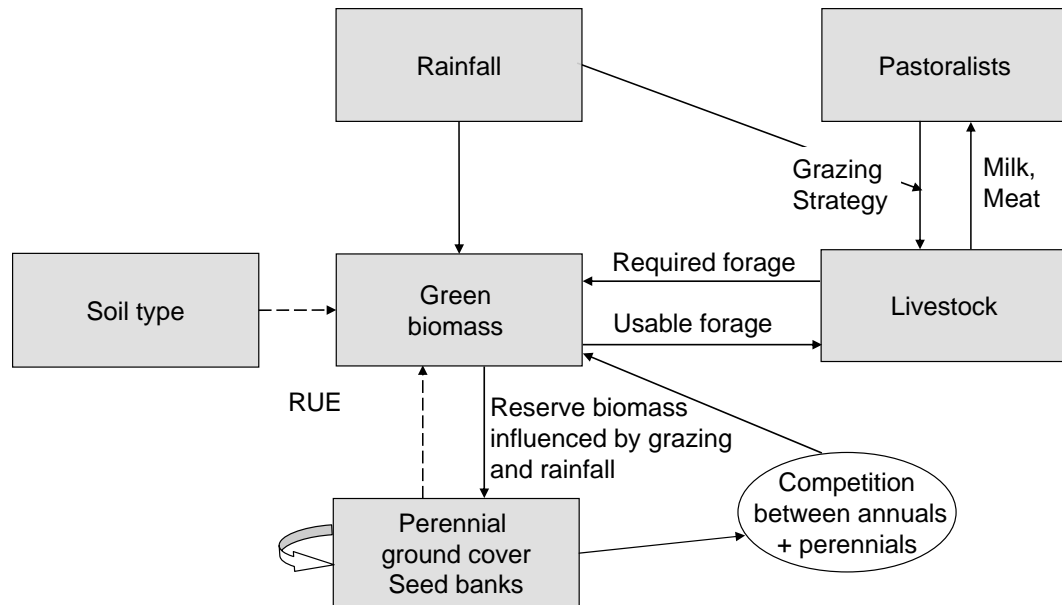 Rainfall
Pastoralists
Grazing
Strategy
Milk,
Meat
Soil type
Green
biomass
Required forage
Usable forage
Livestock
RUE
Reserve biomass
influenced by grazing
and rainfall
Perennial
ground cover
Seed banks
Competition
between annuals
+ perennials